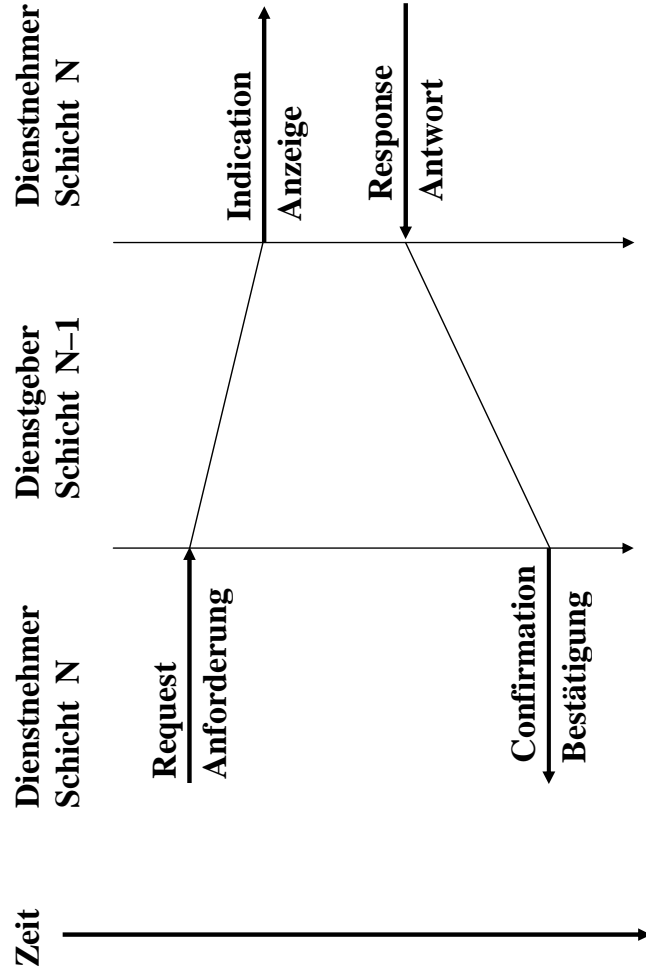 Zeit
Dienstnehmer
Schicht N
Dienstgeber
Schicht N–1
Dienstnehmer
Schicht N
Request
Anforderung
Indication
Anzeige
Response
Antwort
Confirmation
Bestätigung